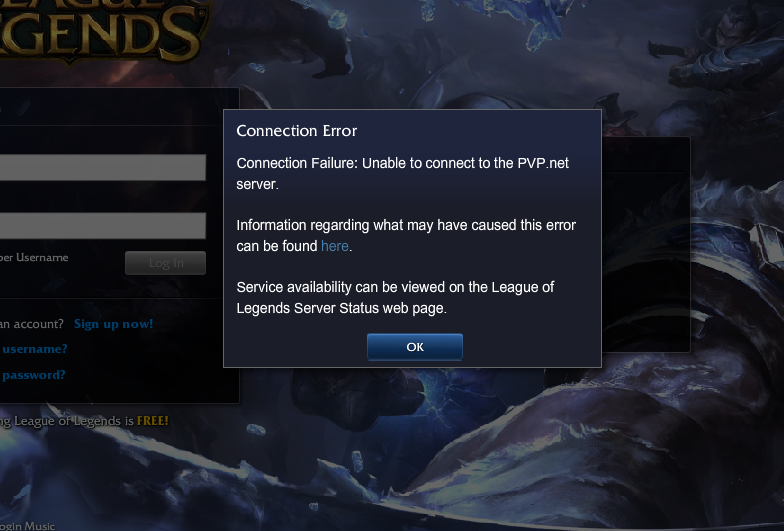 LEAGUE OF
LEGENDS
Connection Error
Connection Failure: Unable to connect to the PVP.net
server.
Information regarding what may have caused this error
can be found here.
Service availability can be viewed on the League of
Legends Server Status web page.
OK
Username
Log In
an account? Sign up now!
username?
password?
League of Legends is FREE!
Music